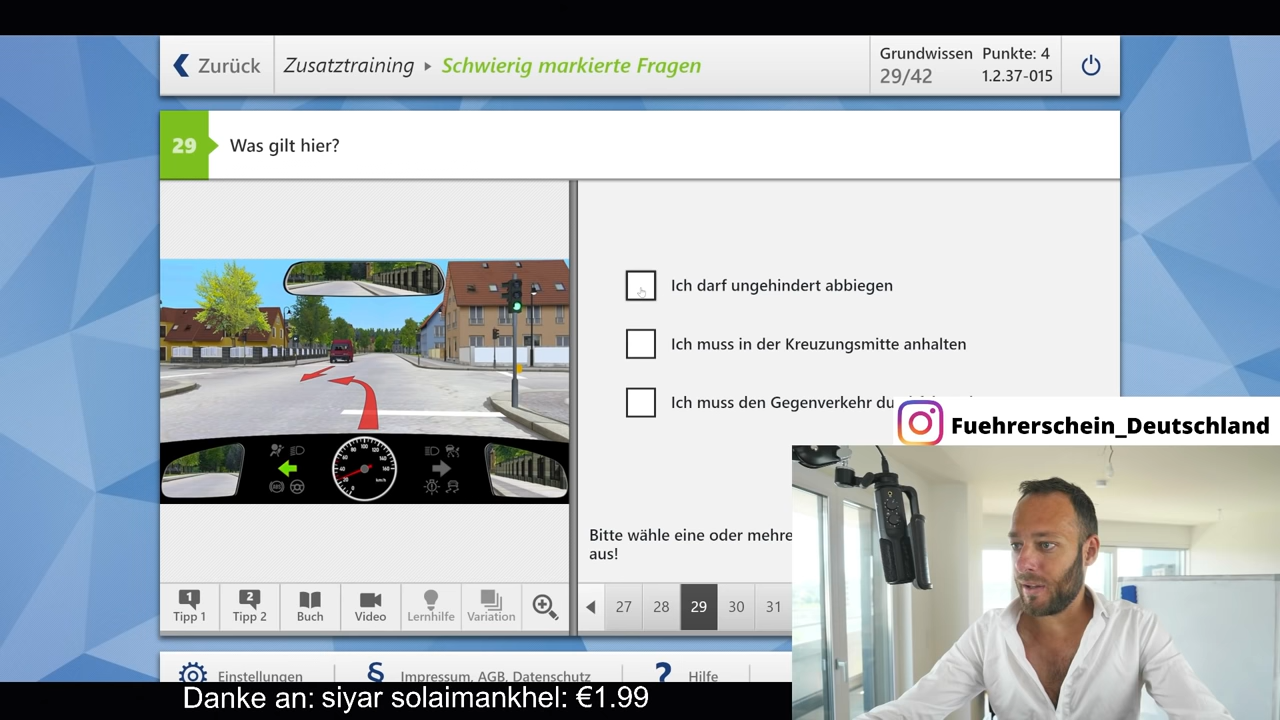 Zurück
Zusatztraining ▸ Schwierig markierte Fragen
Grundwissen Punkte: 4
29/42 1.2.37-015
29 Was gilt hier?
Ich darf ungehindert abbiegen
Ich muss in der Kreuzungsmitte anhalten
Ich muss den Gegenverkehr
Fuehrerschein_Deutschland
Bitte wähle eine oder mehre
aus!
Tipp 1 Tipp 2 Buch Video Lernhilfe Variation
27 28 29 30 31
Einstellungen § Impressum, AGB, Datenschutz ? Hilfe
Danke an: siyar solaimankhel: €1.99